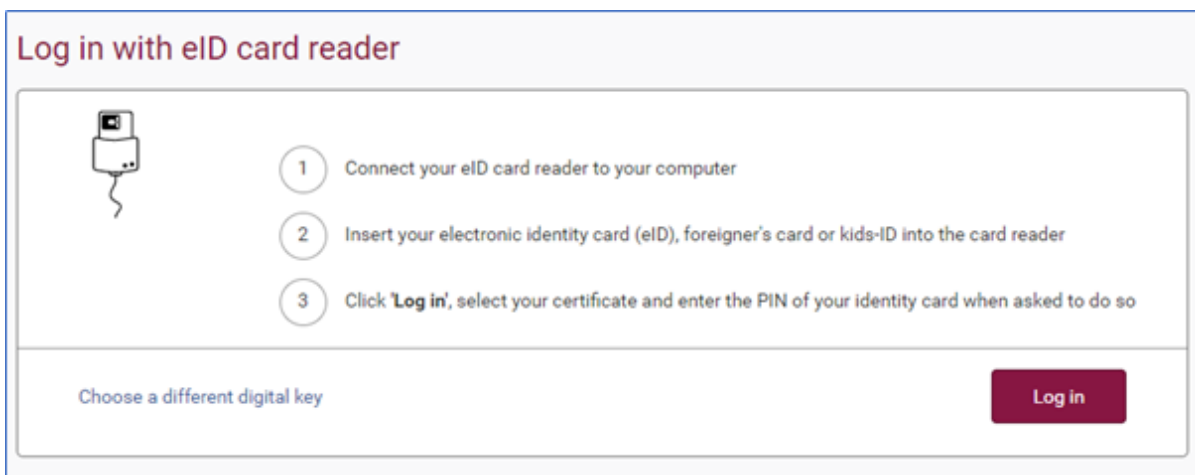 Log in with eID card reader
1 Connect your eID card reader to your computer
2 Insert your electronic identity card (eID), foreigner's card or kids-ID into the card reader
3 Click 'Log in', select your certificate and enter the PIN of your identity card when asked to do so
Choose a different digital key
Log in